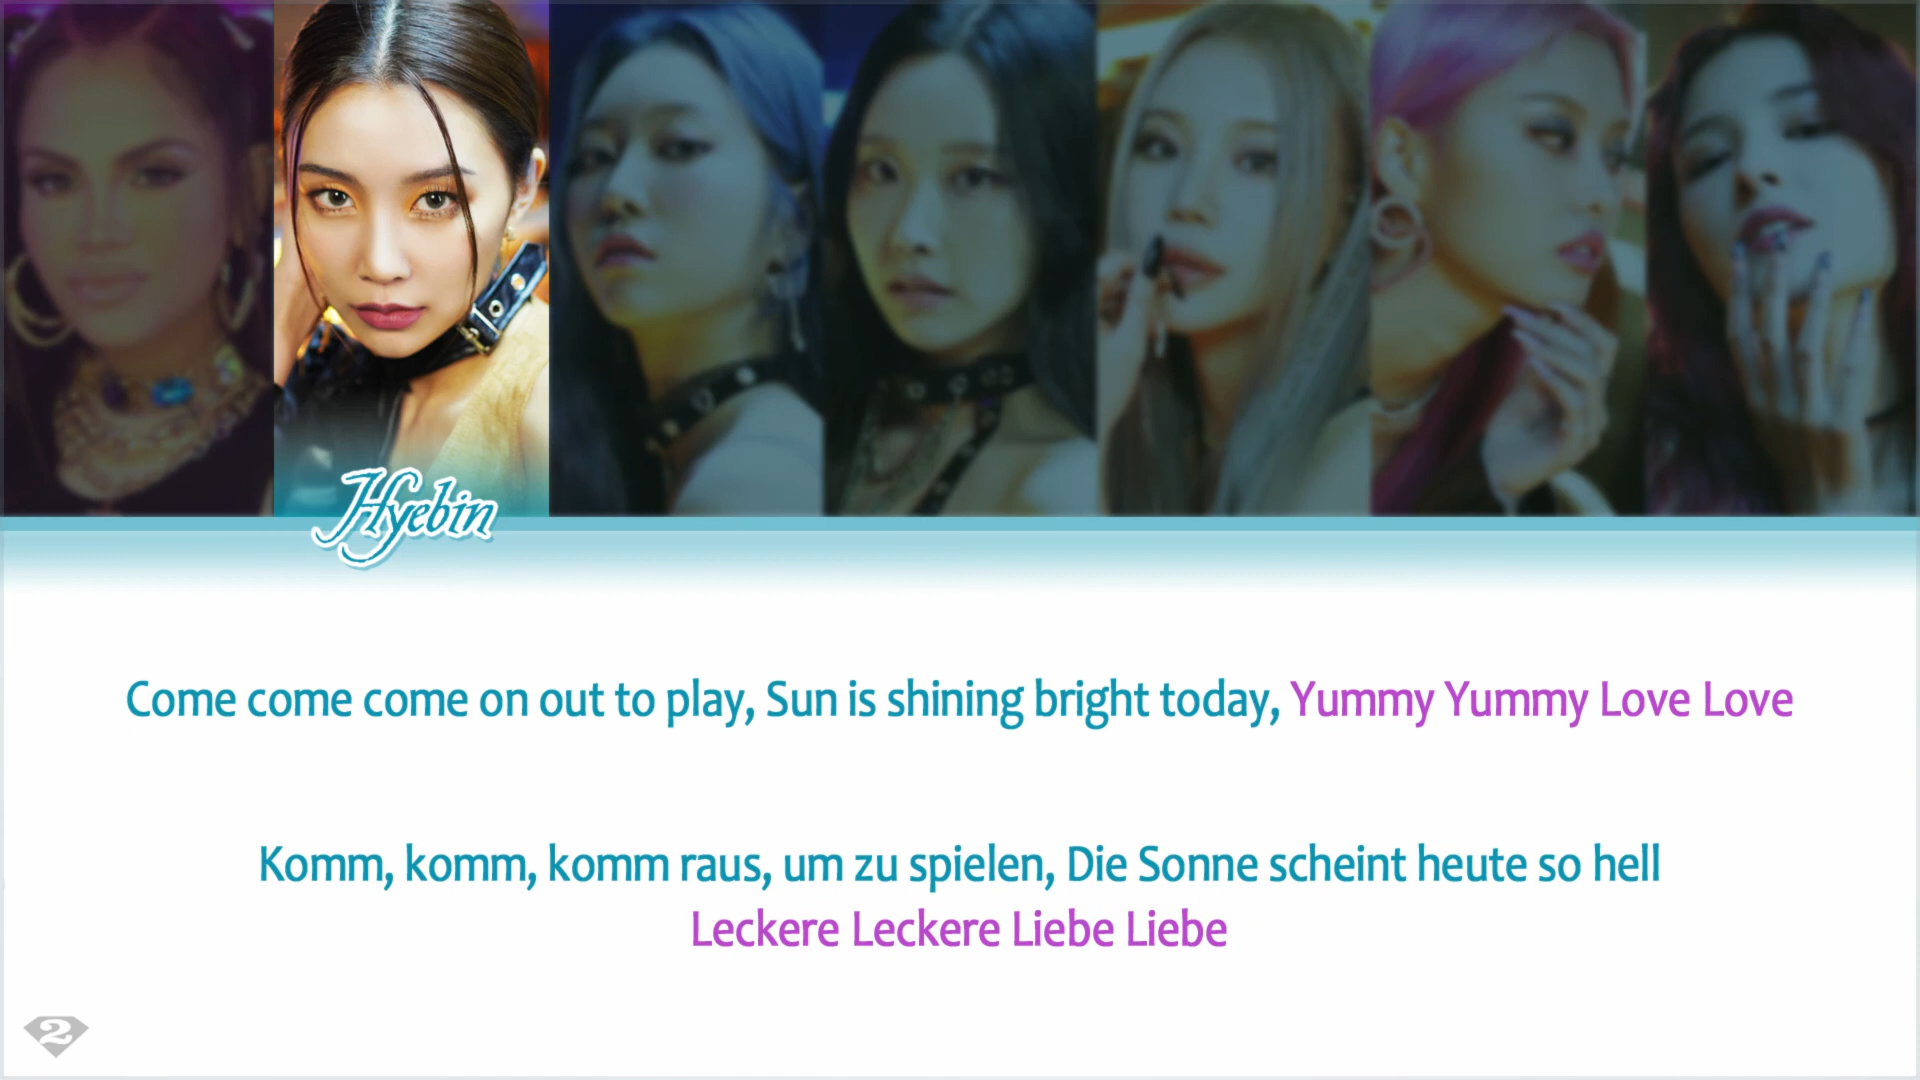 Hyebin
Come come come on out to play, Sun is shining bright today, Yummy Yummy Love Love
Komm, komm, komm raus, um zu spielen, Die Sonne scheint heute so hell
Leckere Leckere Liebe Liebe
2